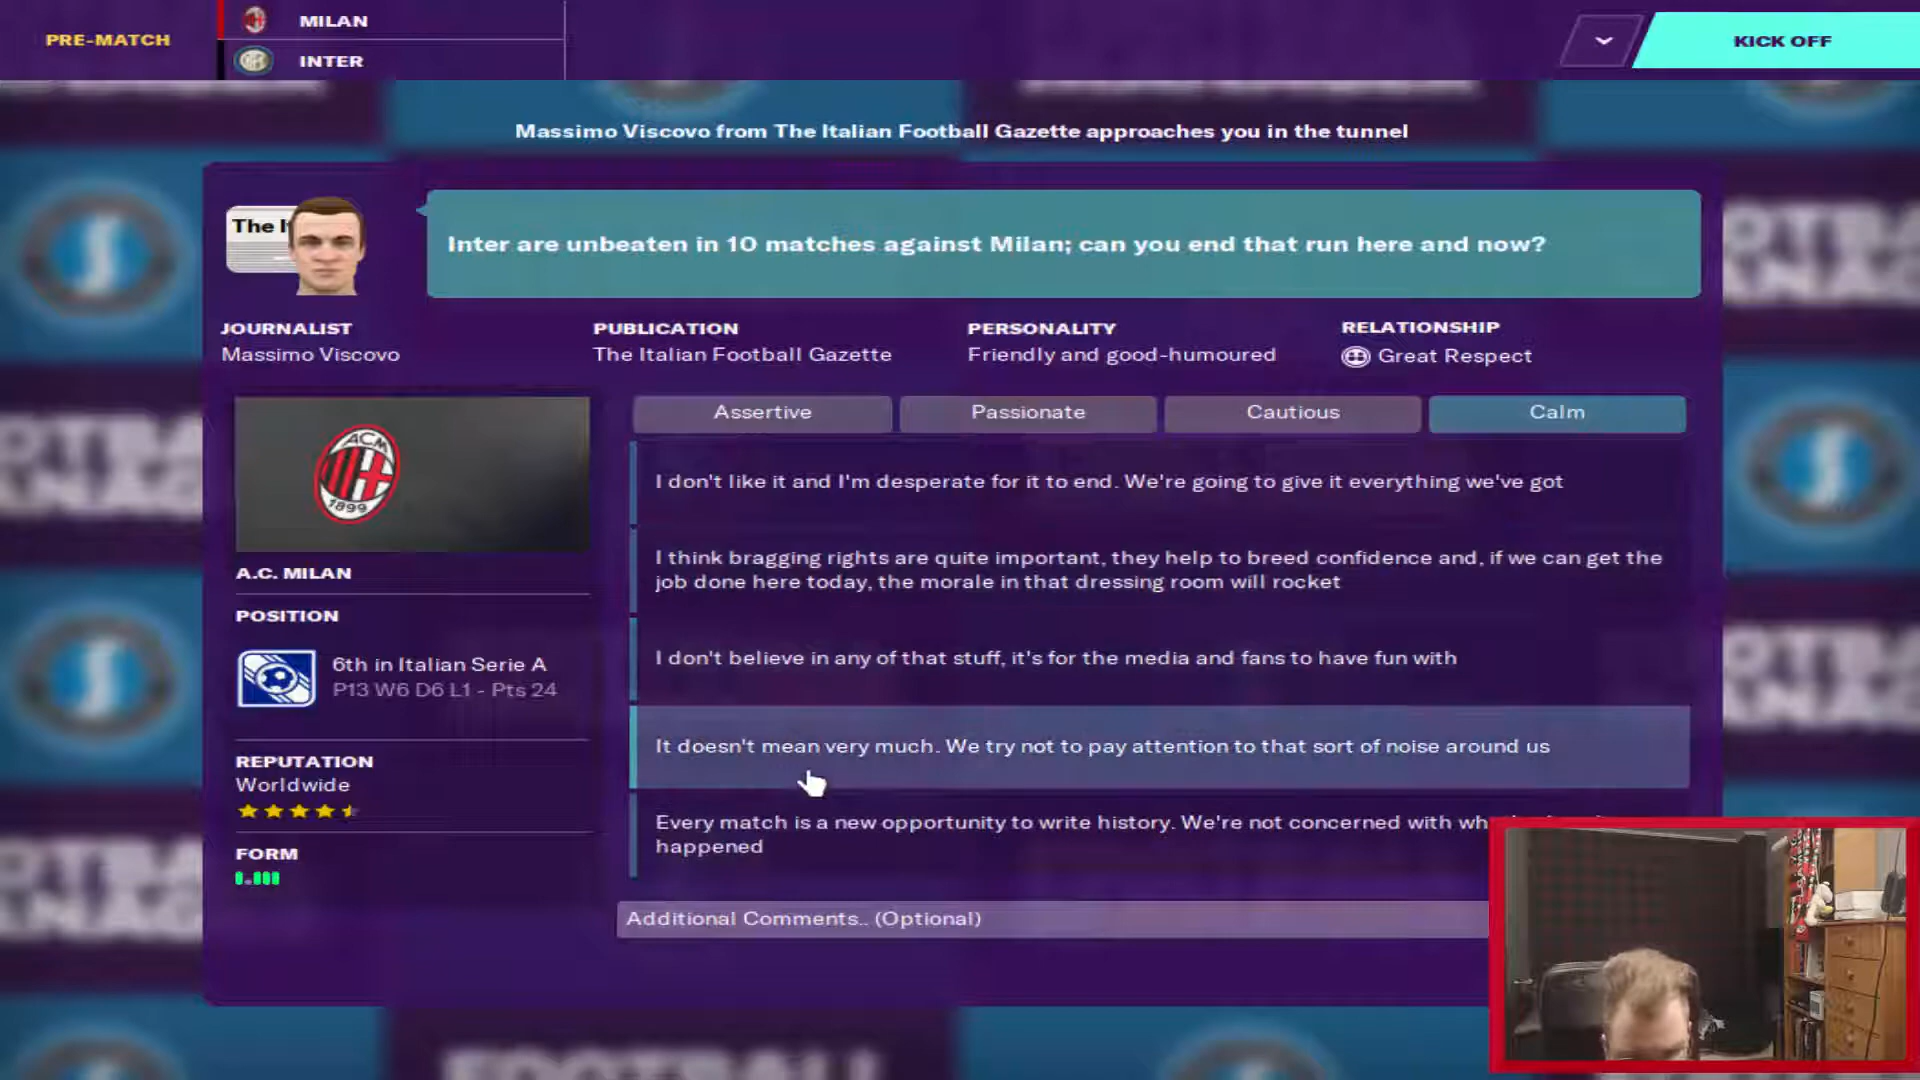 PRE-MATCH
MILAN
INTER
KICK OFF
Massimo Viscovo from The Italian Football Gazette approaches you in the tunnel
The It
Inter are unbeaten in 10 matches against Milan; can you end that run here and now?
JOURNALIST
Massimo Viscovo
PUBLICATION
The Italian Football Gazette
PERSONALITY
Friendly and good-humoured
RELATIONSHIP
Great Respect
Assertive
Passionate
Cautious
Calm
ACM
1899
A.C. MILAN
POSITION
6th in Italian Serie A
P13 W6 D6 L1 - Pts 24
REPUTATION
Worldwide
FORM
I don't like it and I'm desperate for it to end. We're going to give it everything we've got
I think bragging rights are quite important, they help to breed confidence and, if we can get the
job done here today, the morale in that dressing room will rocket
I don't believe in any of that stuff, it's for the media and fans to have fun with
It doesn't mean very much. We try not to pay attention to that sort of noise around us
Every match is a new opportunity to write history. We're not concerned with
happened
Additional Comments.. (Optional)
FOOTBALL